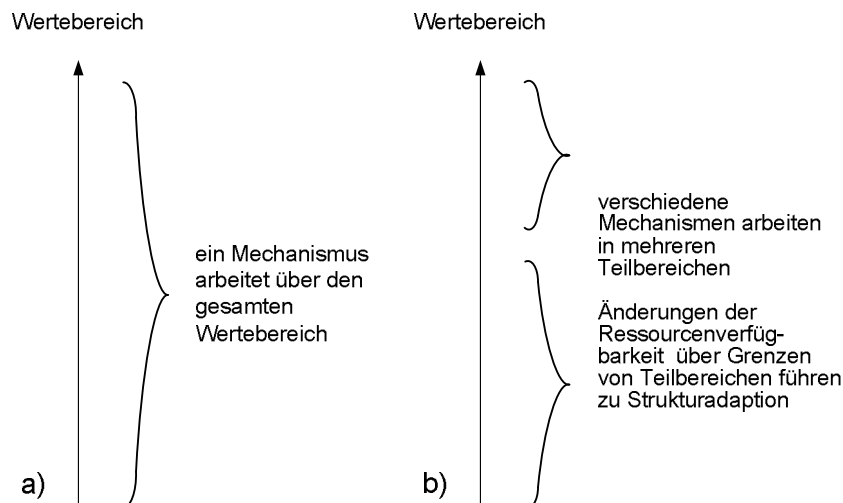 Wertebereich
ein Mechanismus
arbeitet über den
gesamten
Wertebereich
a)
Wertebereich
verschiedene
Mechanismen arbeiten
in mehreren
Teilbereichen
Änderungen der
Ressourcenverfüg-
barkeit über Grenzen
von Teilbereichen führen
zu Strukturadaption
b)